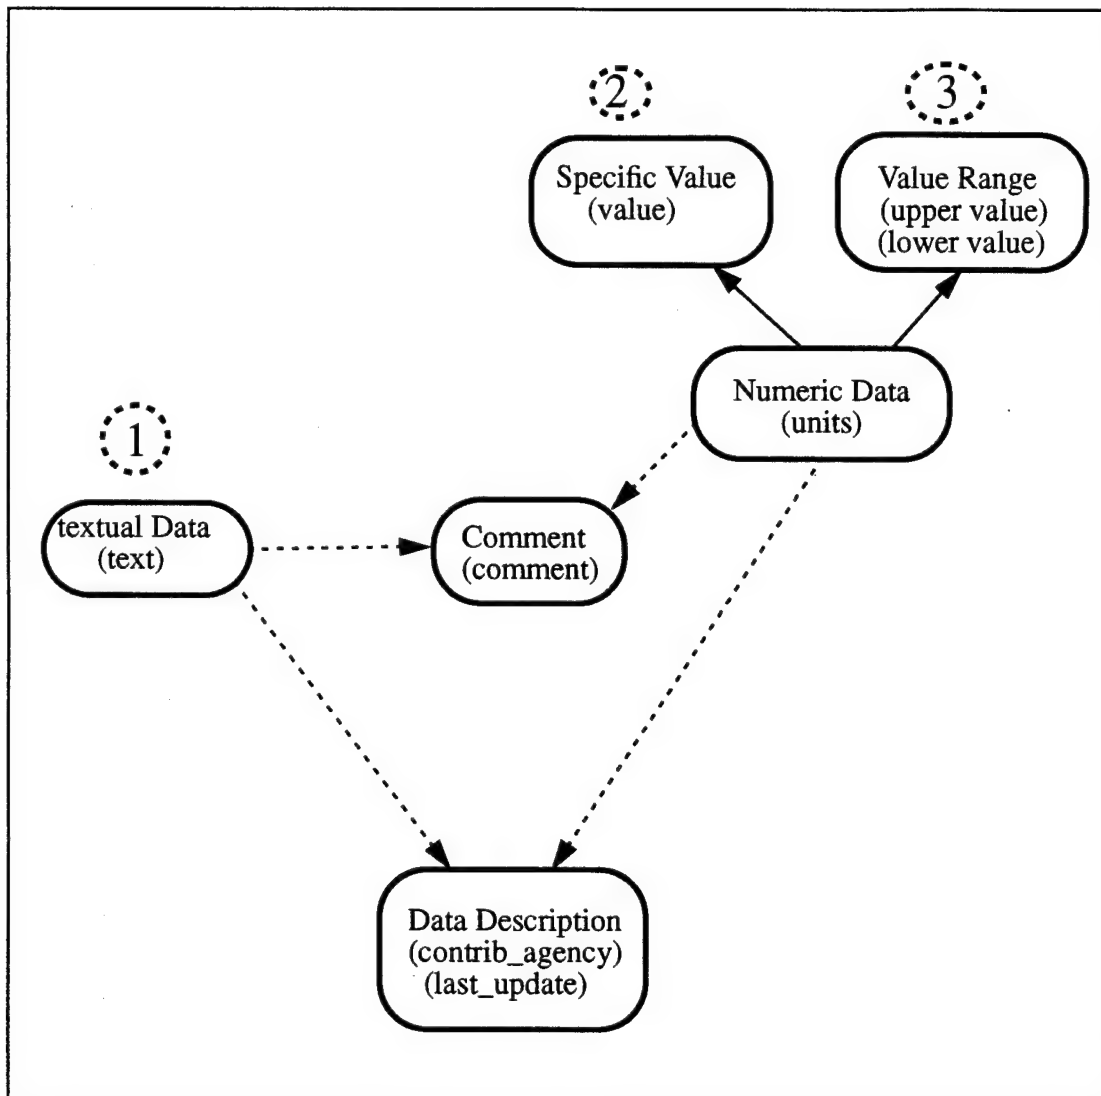 2
3
Specific Value
(value)
Value Range
(upper value)
(lower value)
Numeric Data
(units)
1
textual Data
(text)
Comment
(comment)
Data Description
(contrib_agency)
(last_update)